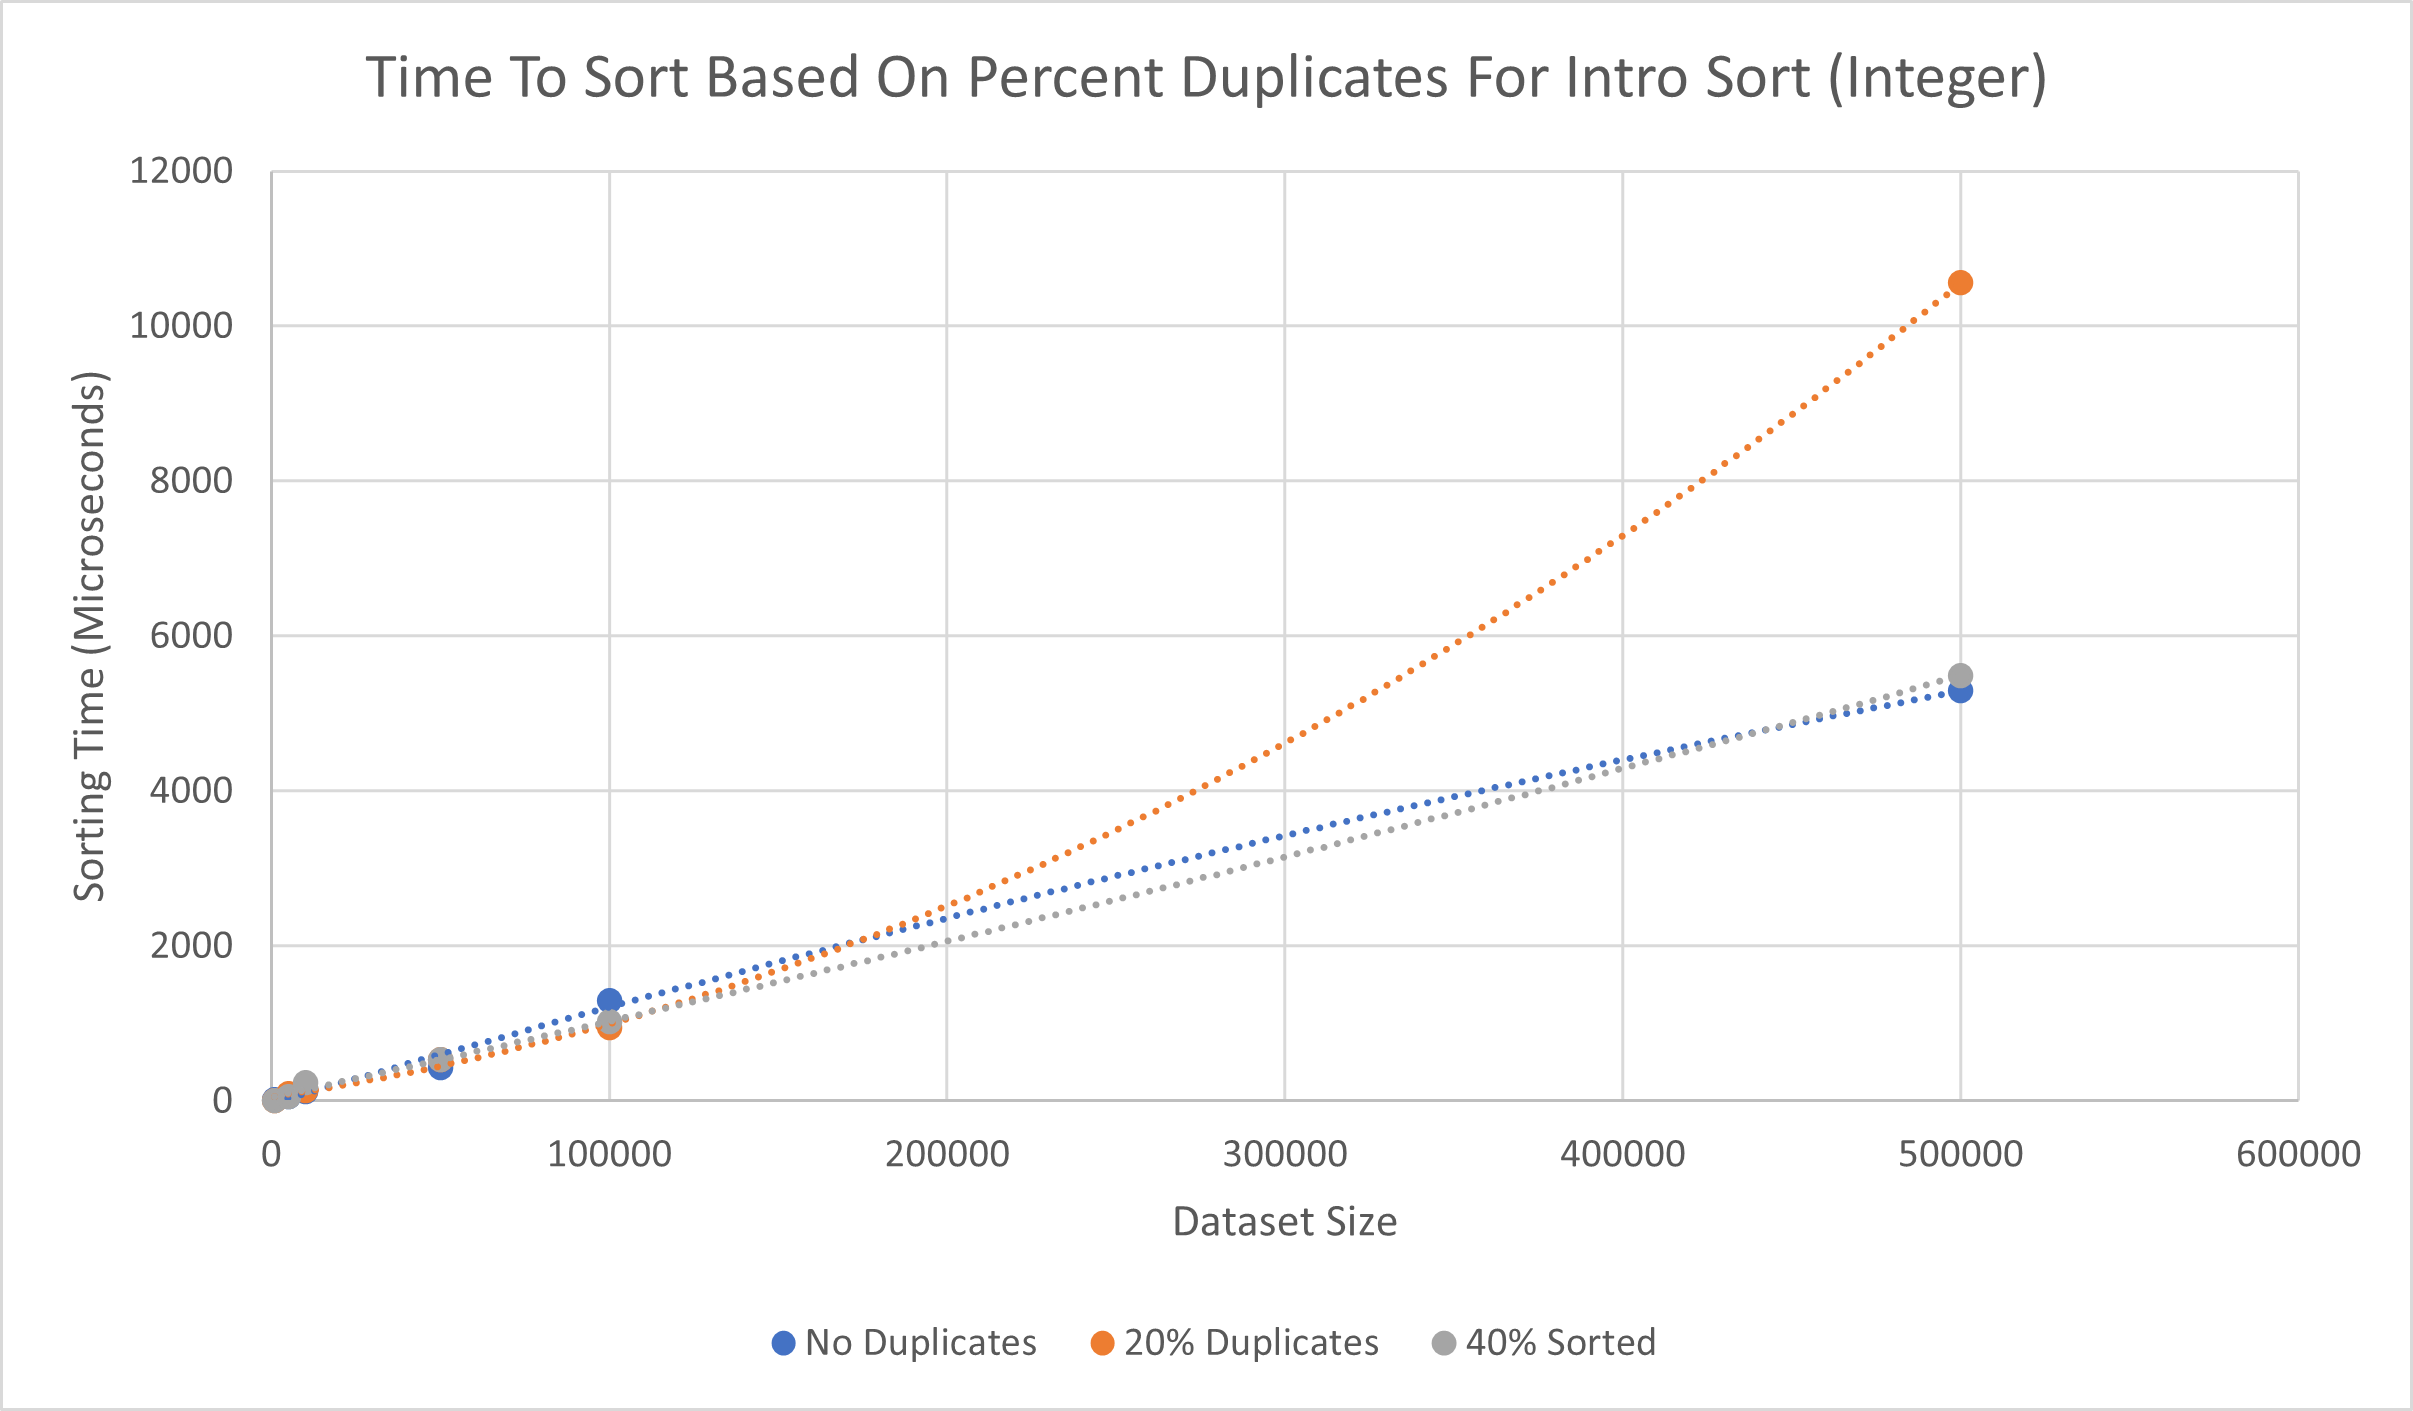 Time To Sort Based On Percent Duplicates For Intro Sort (Integer)
Sorting Time (Microseconds)
12000
10000
8000
6000
4000
2000
0
0 100000 200000 300000 400000 500000 600000
Dataset Size
No Duplicates 20% Duplicates 40% Sorted